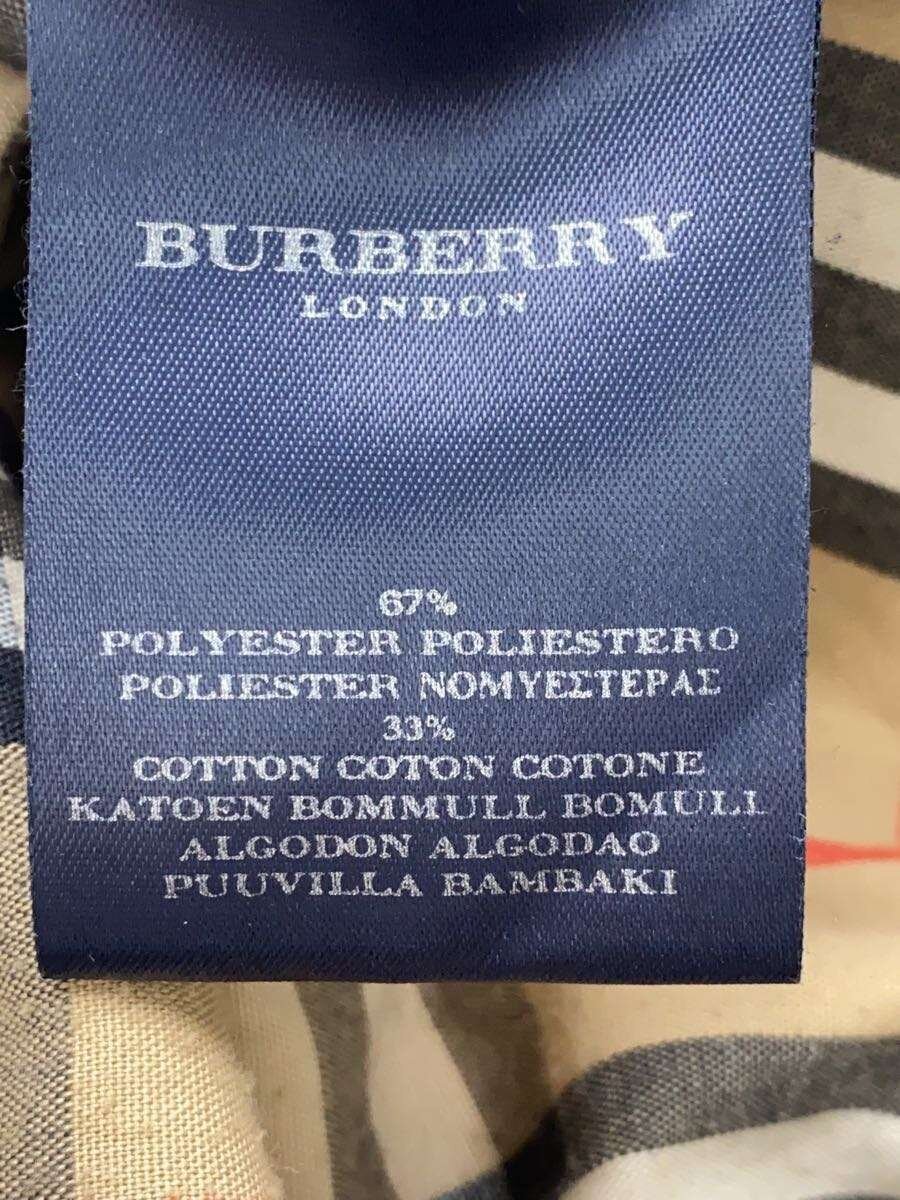 BURBERRY
LONDON
67%
POLYESTER POLIESTERO
POLIESTER ΝΟΜΥΕΣΤΕΡΑΣ
33%
COTTON COTON COTONE
KATOEN BOMMULL BOMULL
ALGODON ALGODAO
PUUVILLA BAMBAKI